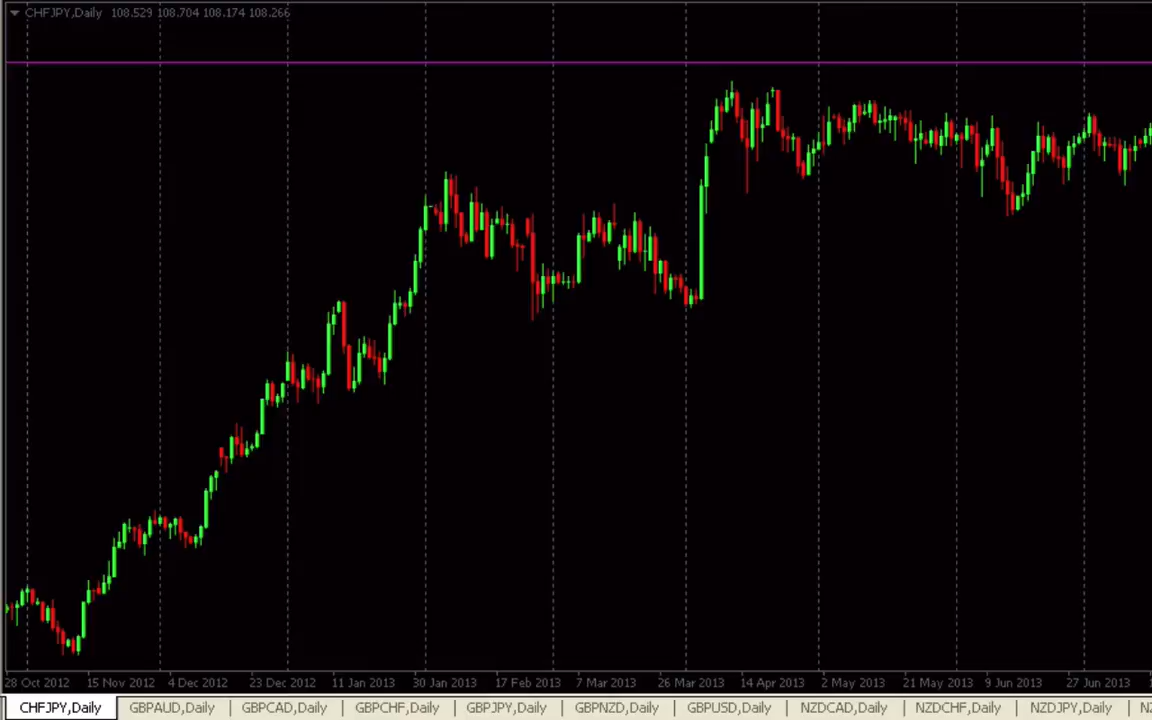 CHFJPY,Daily 108.529 108.704 108.174 108.266
28 Oct 2012 15 Nov 2012 4 Dec 2012 23 Dec 2012 11 Jan 2013 30 Jan 2013 17 Feb 2013 7 Mar 2013 26 Mar 2013 14 Apr 2013 2 May 2013 21 May 2013 9 Jun 2013 27 Jun 2013
CHFJPY,Daily GBPAUD,Daily GBPCAD,Daily GBPCHF,Daily GBPJPY,Daily GBPNZD,Daily GBPUSD,Daily NZDCAD,Daily NZDCHF,Daily NZDJPY,Daily